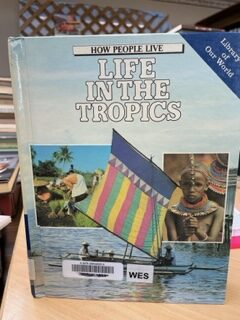 HOW PEOPLE LIVE
LIFE
IN THE
TROPICS
Library
of
Our World
WES